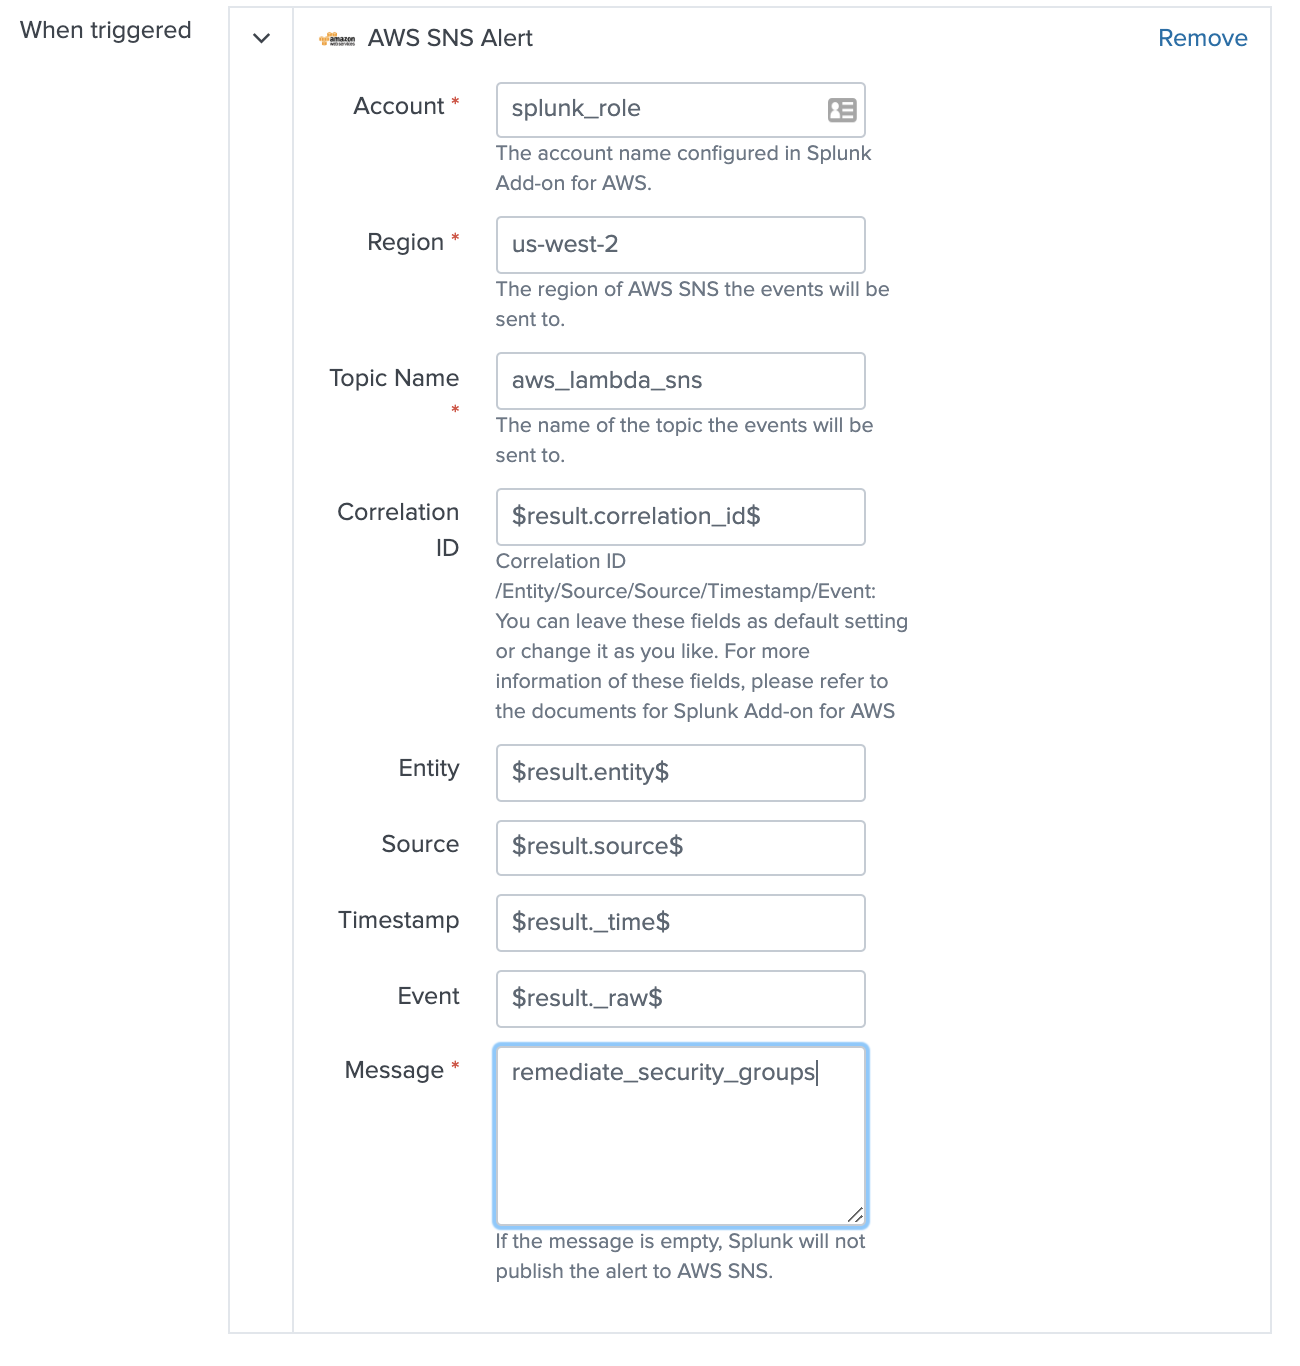 When triggered
amazon
webservices
AWS SNS Alert
Remove
Account *
splunk_role
The account name configured in Splunk
Add-on for AWS.
Region *
us-west-2
The region of AWS SNS the events will be
sent to.
Topic Name
*
aws_lambda_sns
The name of the topic the events will be
sent to.
Correlation
ID
$result.correlation_id$
Correlation ID
/Entity/Source/Source/Timestamp/Event:
You can leave these fields as default setting
or change it as you like. For more
information of these fields, please refer to
the documents for Splunk Add-on for AWS
Entity
$result.entity$
Source
$result.source$
Timestamp
$result._time$
Event
$result._raw$
Message *
remediate_security_groups
If the message is empty, Splunk will not
publish the alert to AWS SNS.